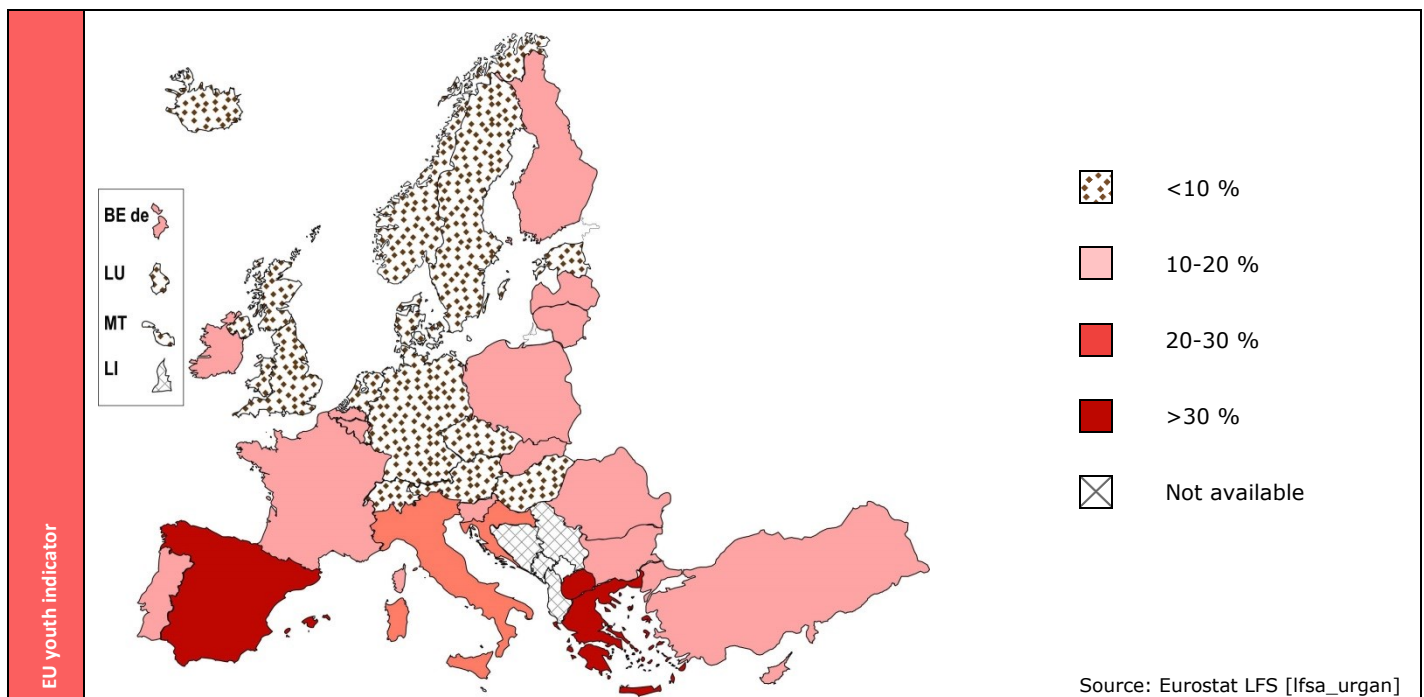 EU youth indicator
BE de
LU
MT
LI
<10 %
10-20 %
20-30 %
>30 %
Not available
Source: Eurostat LFS [lfsa_urgan]